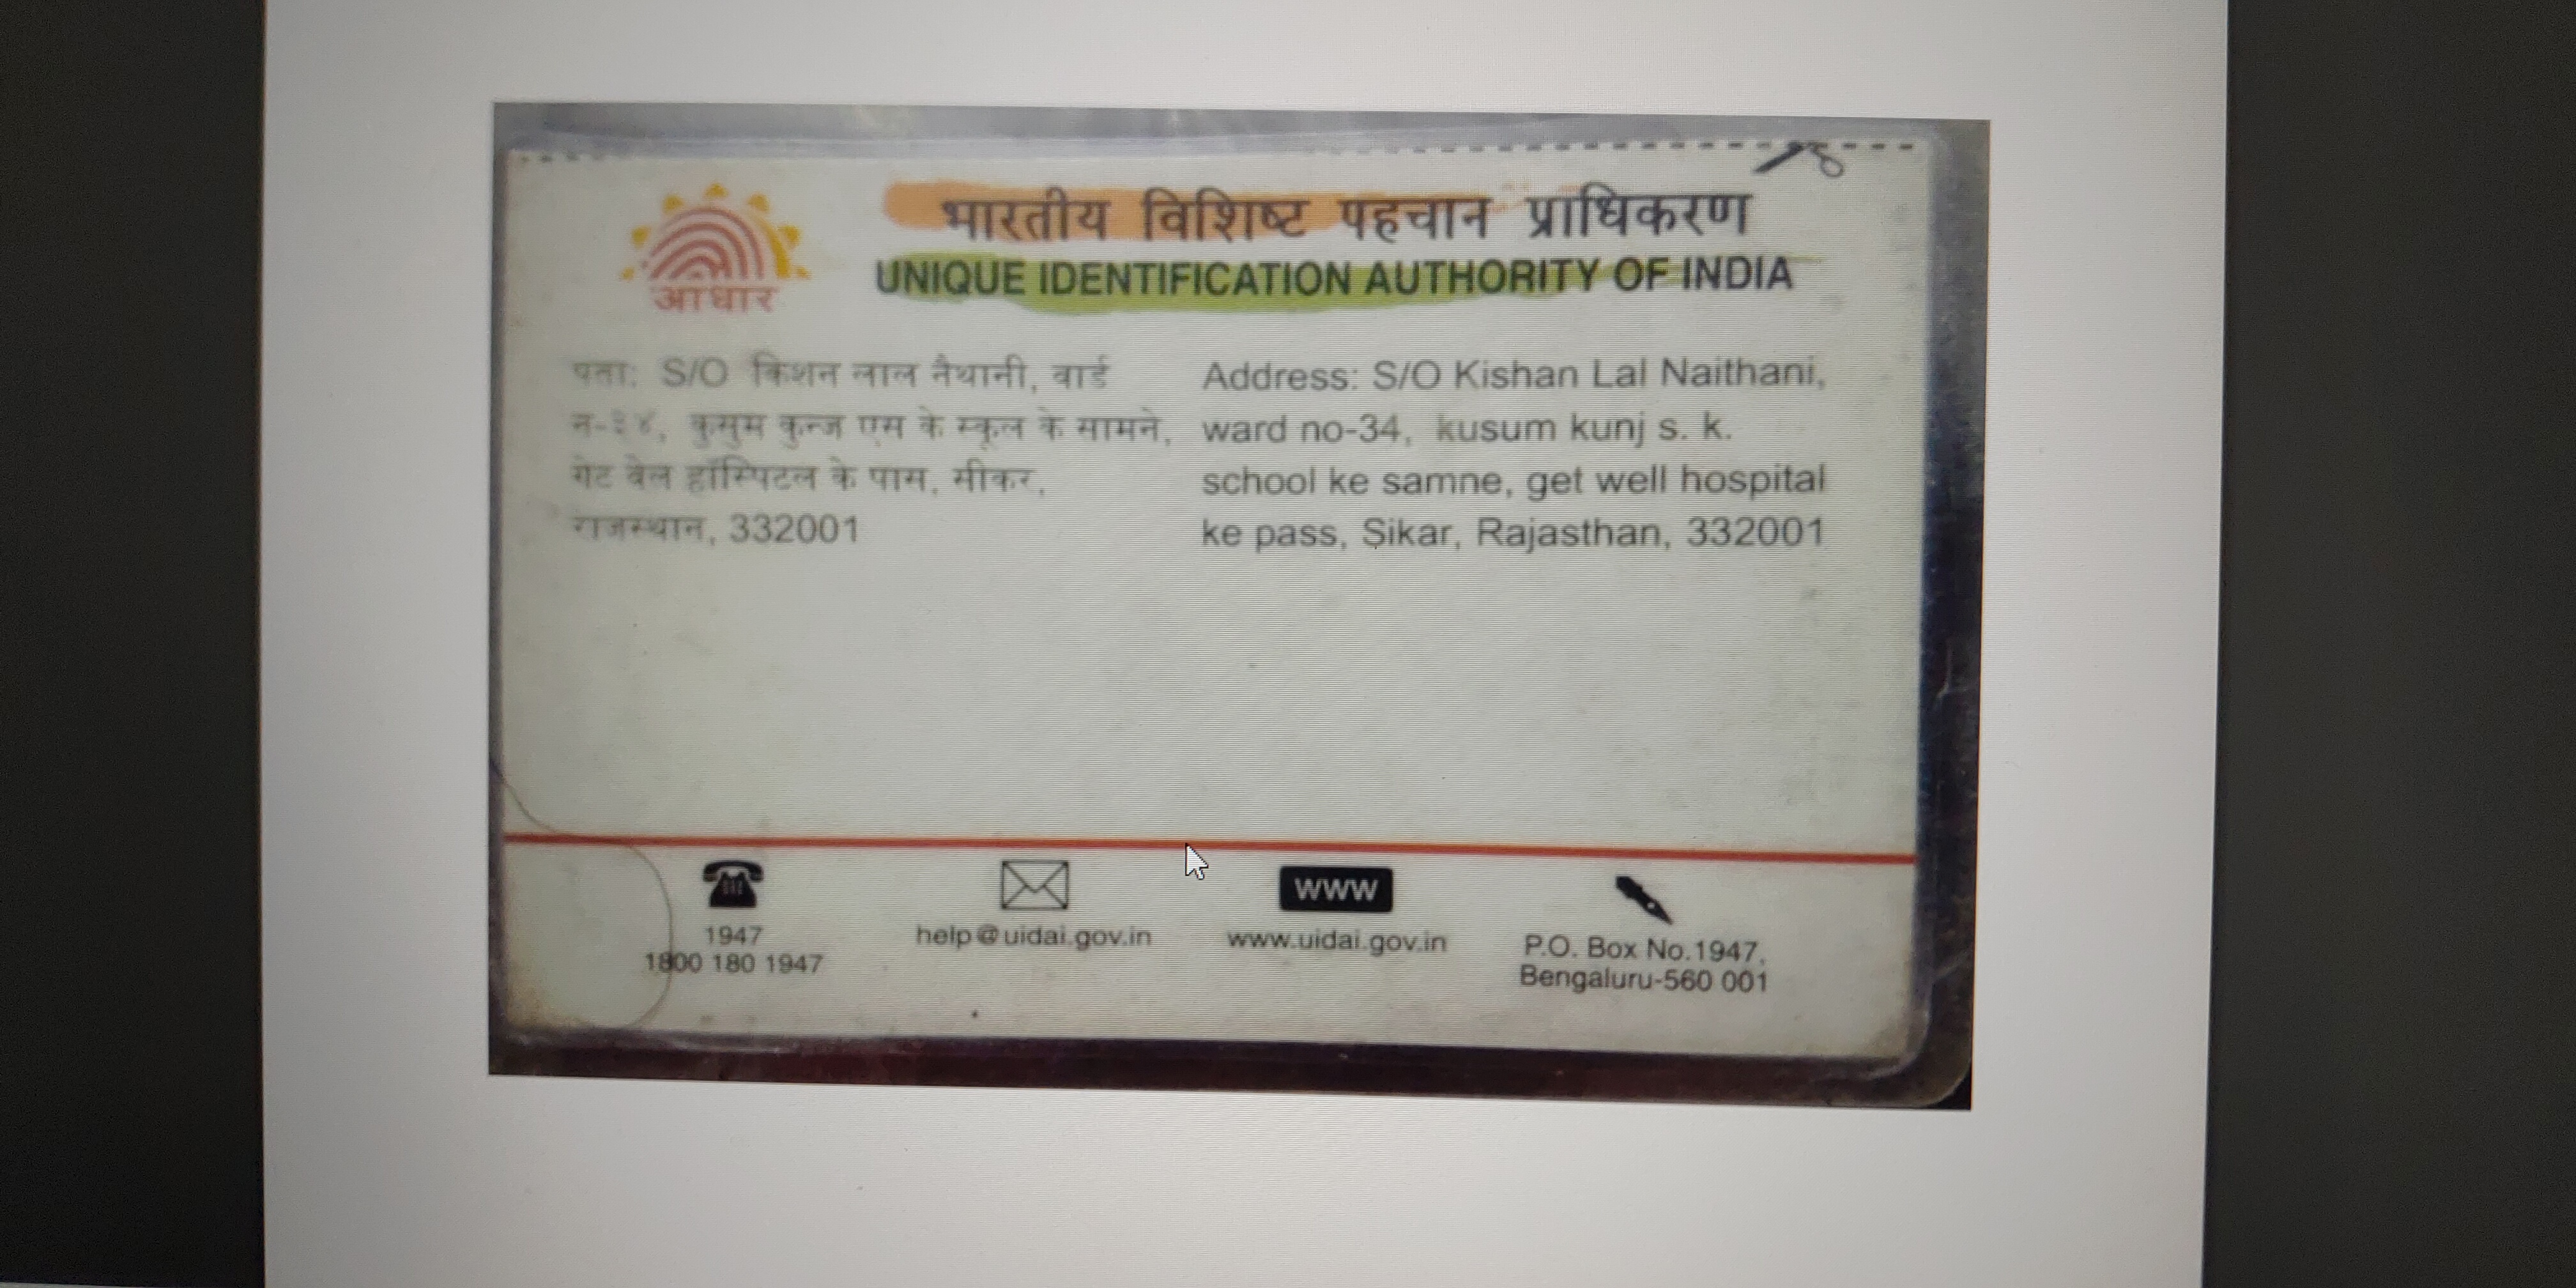 भारतीय विशिष्ट पहचान प्राधिकरण
UNIQUE IDENTIFICATION AUTHORITY OF INDIA
आधार
पता: S/O किशन लाल नैथानी, वार्ड
न-३४, कुसुम कुन्ज एस के स्कूल के सामने,
गेट वेल हॉस्पिटल के पास, सीकर,
राजस्थान, 332001
Address: S/O Kishan Lal Naithani,
ward no-34, kusum kunj s. k.
school ke samne, get well hospital
ke pass, Sikar, Rajasthan, 332001
1947
1800 180 1947
help@uidai.gov.in
www
www.uidai.gov.in
P.O. Box No.1947,
Bengaluru-560 001